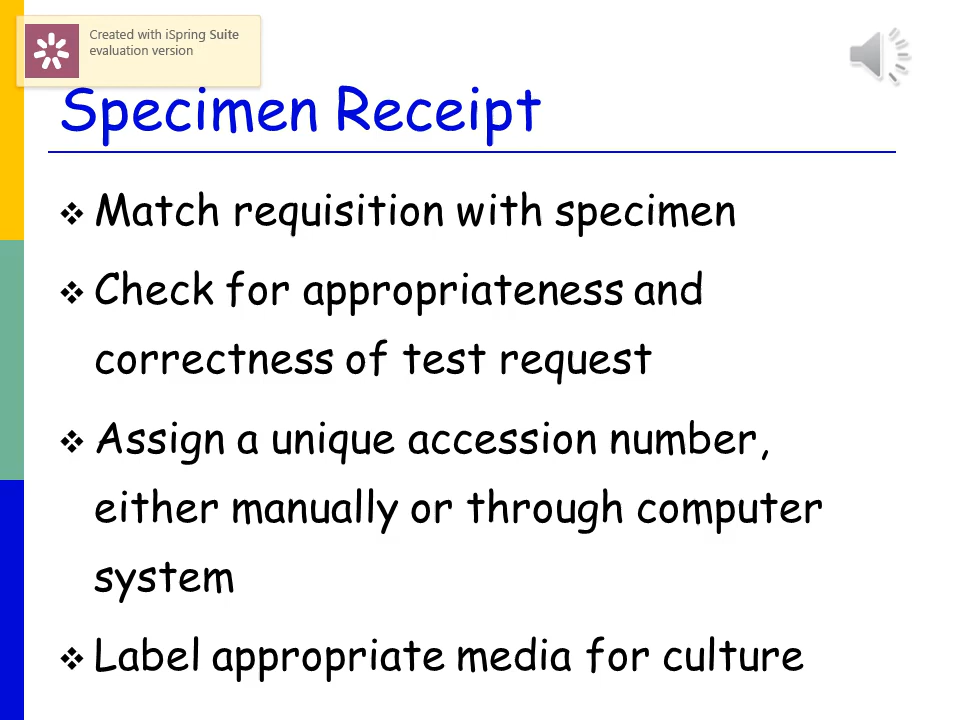 Created with iSpring Suite
evaluation version
Specimen Receipt
Match requisition with specimen
Check for appropriateness and
correctness of test request
Assign a unique accession number,
either manually or through computer
system
Label appropriate media for culture